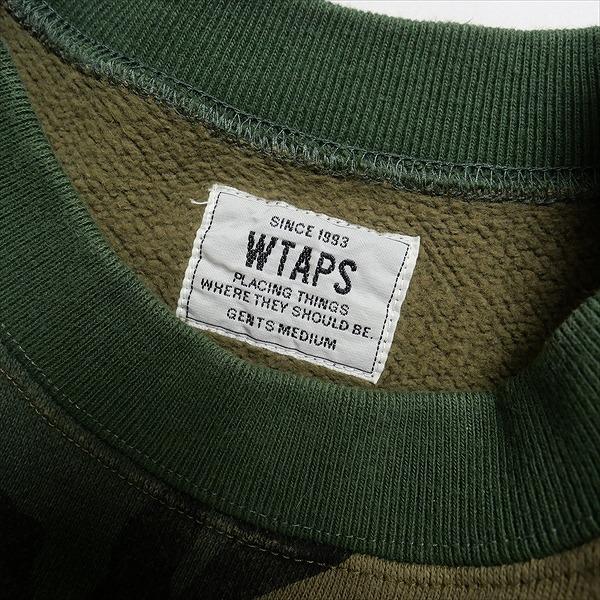 SINCE 1993
WTAPS
PLACING THINGS
WHERE THEY SHOULD BE.
GENTS MEDIUM